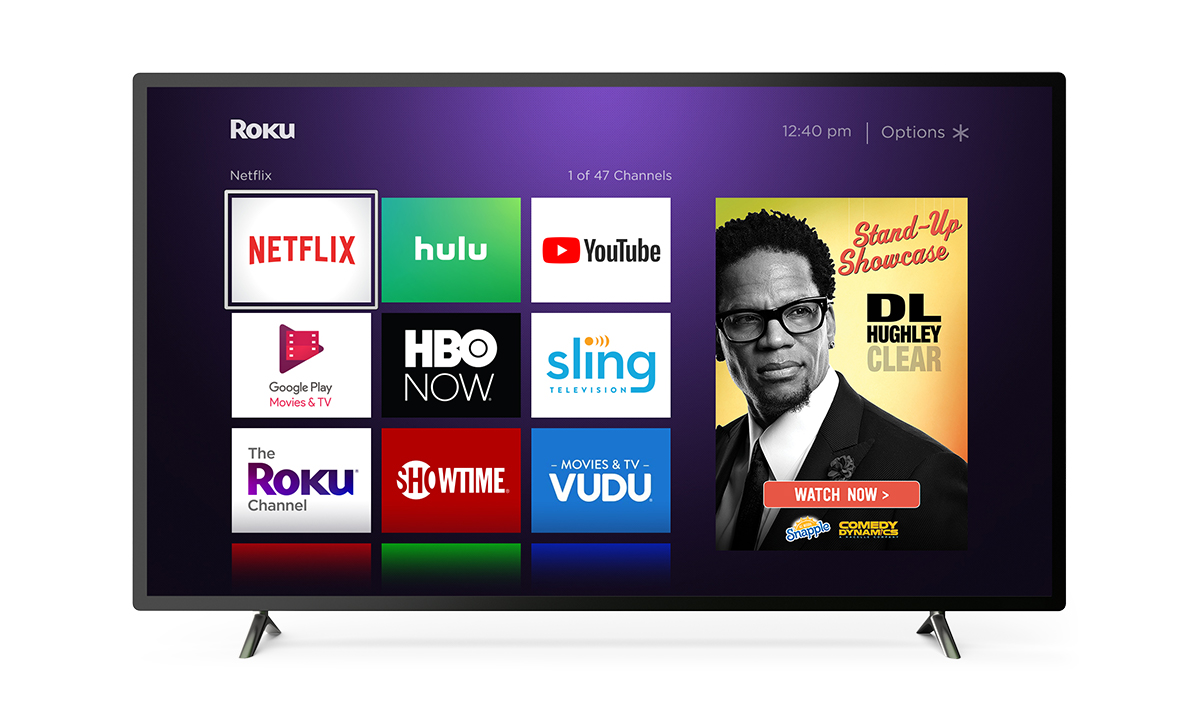 Roku
12:40 pm | Options
Netflix
1 of 47 Channels
NETFLIX
hulu
YouTube
Google Play
Movies & TV
HBO
NOW
sling
TELEVISION
The
Roku
Channel
SHOWTIME
– MOVIES & TV –
VUDU
Stand-Up
Showcase
DL
HUGHLEY
CLEAR
WATCH NOW >
Snapple
COMEDY
DYNAMICS